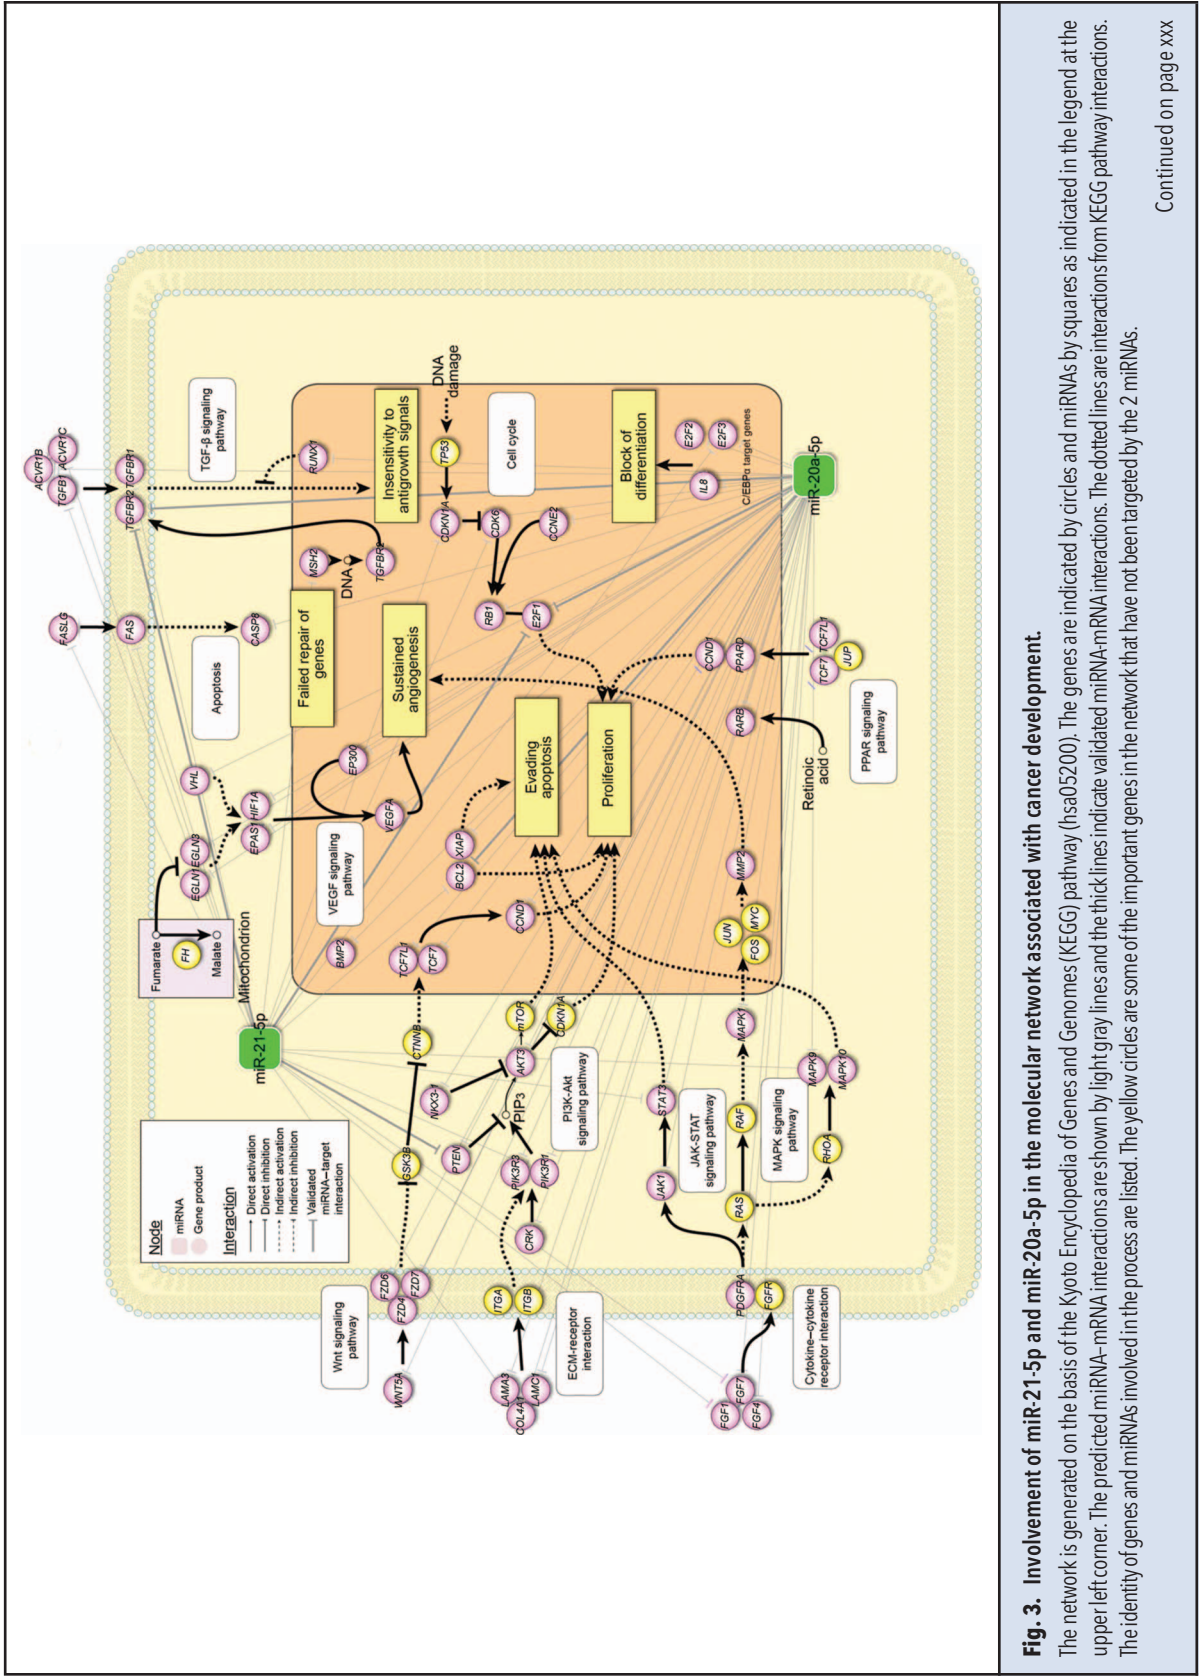 Node
miRNA
Gene product
Interaction
Direct activation
Direct inhibition
Indirect activation
Indirect inhibition
Validated
miRNA–target
interaction
miR-21-5p
Mitochondrion
Fumarate
FH
Malate
EGLN1
EGLN3
VHL
EPAS1
HIF1A
FASLG
FAS
CASP8
Apoptosis
ACVR1B
TGFB1
ACVR1C
TGFBR2
TGFBR1
TGF-β signaling
pathway
RUNX1
MSH2
DNA
TGFBR2
Failed repair of
genes
Insensitivity to
antigrowth signals
Sustained
angiogenesis
BMP2
VEGF signaling
pathway
EP300
VEGFA
DNA
damage
TP53
CDKN1A
CDK6
CCNE2
Cell cycle
RB1
E2F1
Wnt signaling
pathway
WNT5A
FZD6
FZD4
FZD7
GSK3B
CTNNB
TCF7L1
TCF7
CCND1
BCL2
XIAP
Evading
apoptosis
Proliferation
NKX3-1
PTEN
PIP3
AKT3
mTOR
CDKN1A
PI3K-Akt
signaling pathway
PIK3R3
PIK3R1
CRK
ITGA
ITGB
LAMA3
COL4A1
LAMC1
ECM-receptor
interaction
Block of
differentiation
E2F2
E2F3
IL8
C/EBPα target genes
miR-20a-5p
JAK1
STAT3
JAK-STAT
signaling pathway
RAS
RAF
MAPK1
JUN
FOS
MYC
MMP2
MAPK
signaling
pathway
RHOA
MAPK9
MAPK10
FGF1
FGF7
FGF4
PDGFRA
FGFR
Cytokine–cytokine
receptor interaction
RARB
Retinoic
acid
CCND1
PPARD
TCF7
TCF7L1
JUP
PPAR signaling
pathway
Fig. 3. Involvement of miR-21-5p and miR-20a-5p in the molecular network associated with cancer development.
The network is generated on the basis of the Kyoto Encyclopedia of Genes and Genomes (KEGG) pathway (hsa05200). The genes are indicated by circles and miRNAs by squares as indicated in the legend at the
upper left corner. The predicted miRNA–mRNA interactions are shown by light gray lines and the thick lines indicate validated miRNA-mRNA interactions. The dotted lines are interactions from KEGG pathway interactions.
The identity of genes and miRNAs involved in the process are listed. The yellow circles are some of the important genes in the network that have not been targeted by the 2 miRNAs.
Continued on page xxx